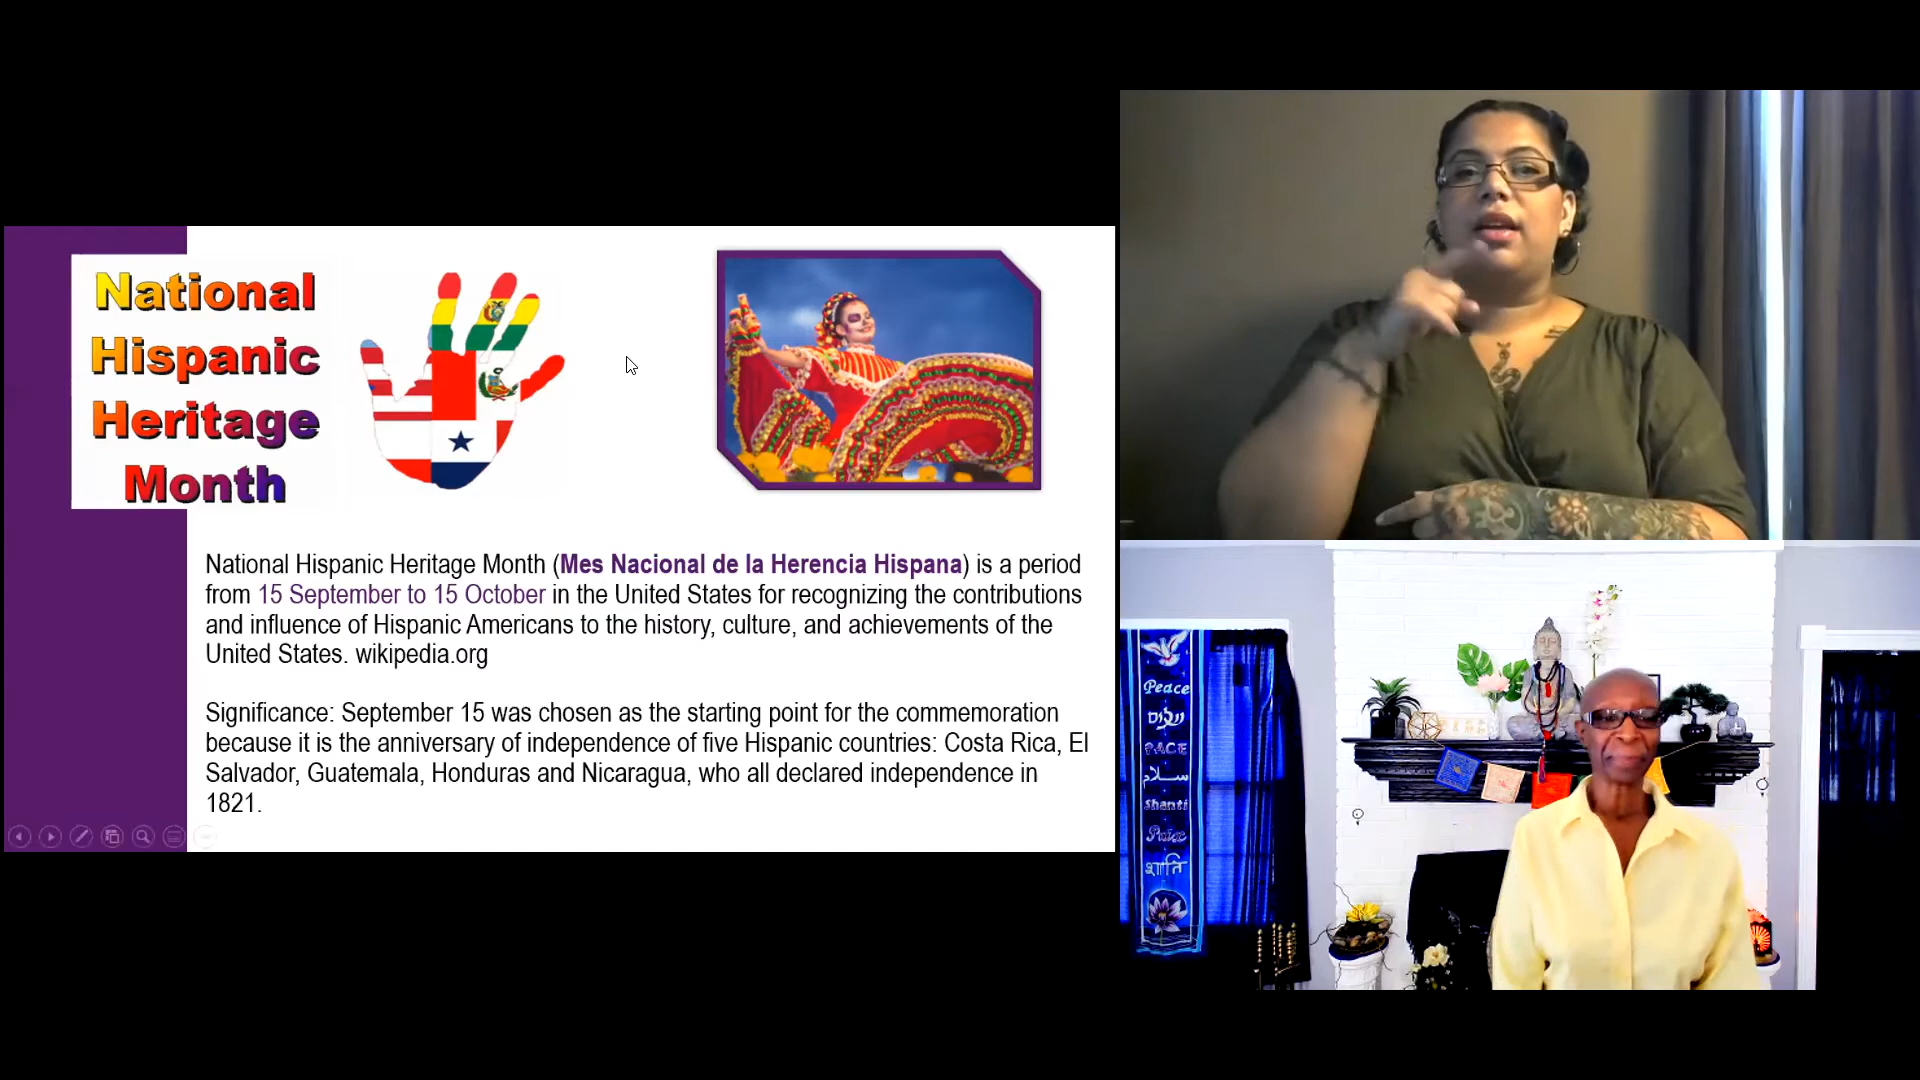 National
Hispanic
Heritage
Month
National Hispanic Heritage Month (Mes Nacional de la Herencia Hispana) is a period
from 15 September to 15 October in the United States for recognizing the contributions
and influence of Hispanic Americans to the history, culture, and achievements of the
United States. wikipedia.org
Significance: September 15 was chosen as the starting point for the commemoration
because it is the anniversary of independence of five Hispanic countries: Costa Rica, El
Salvador, Guatemala, Honduras and Nicaragua, who all declared independence in
1821.
Peace
שלום
PACE
سلام
Shanti
Paix
शांति